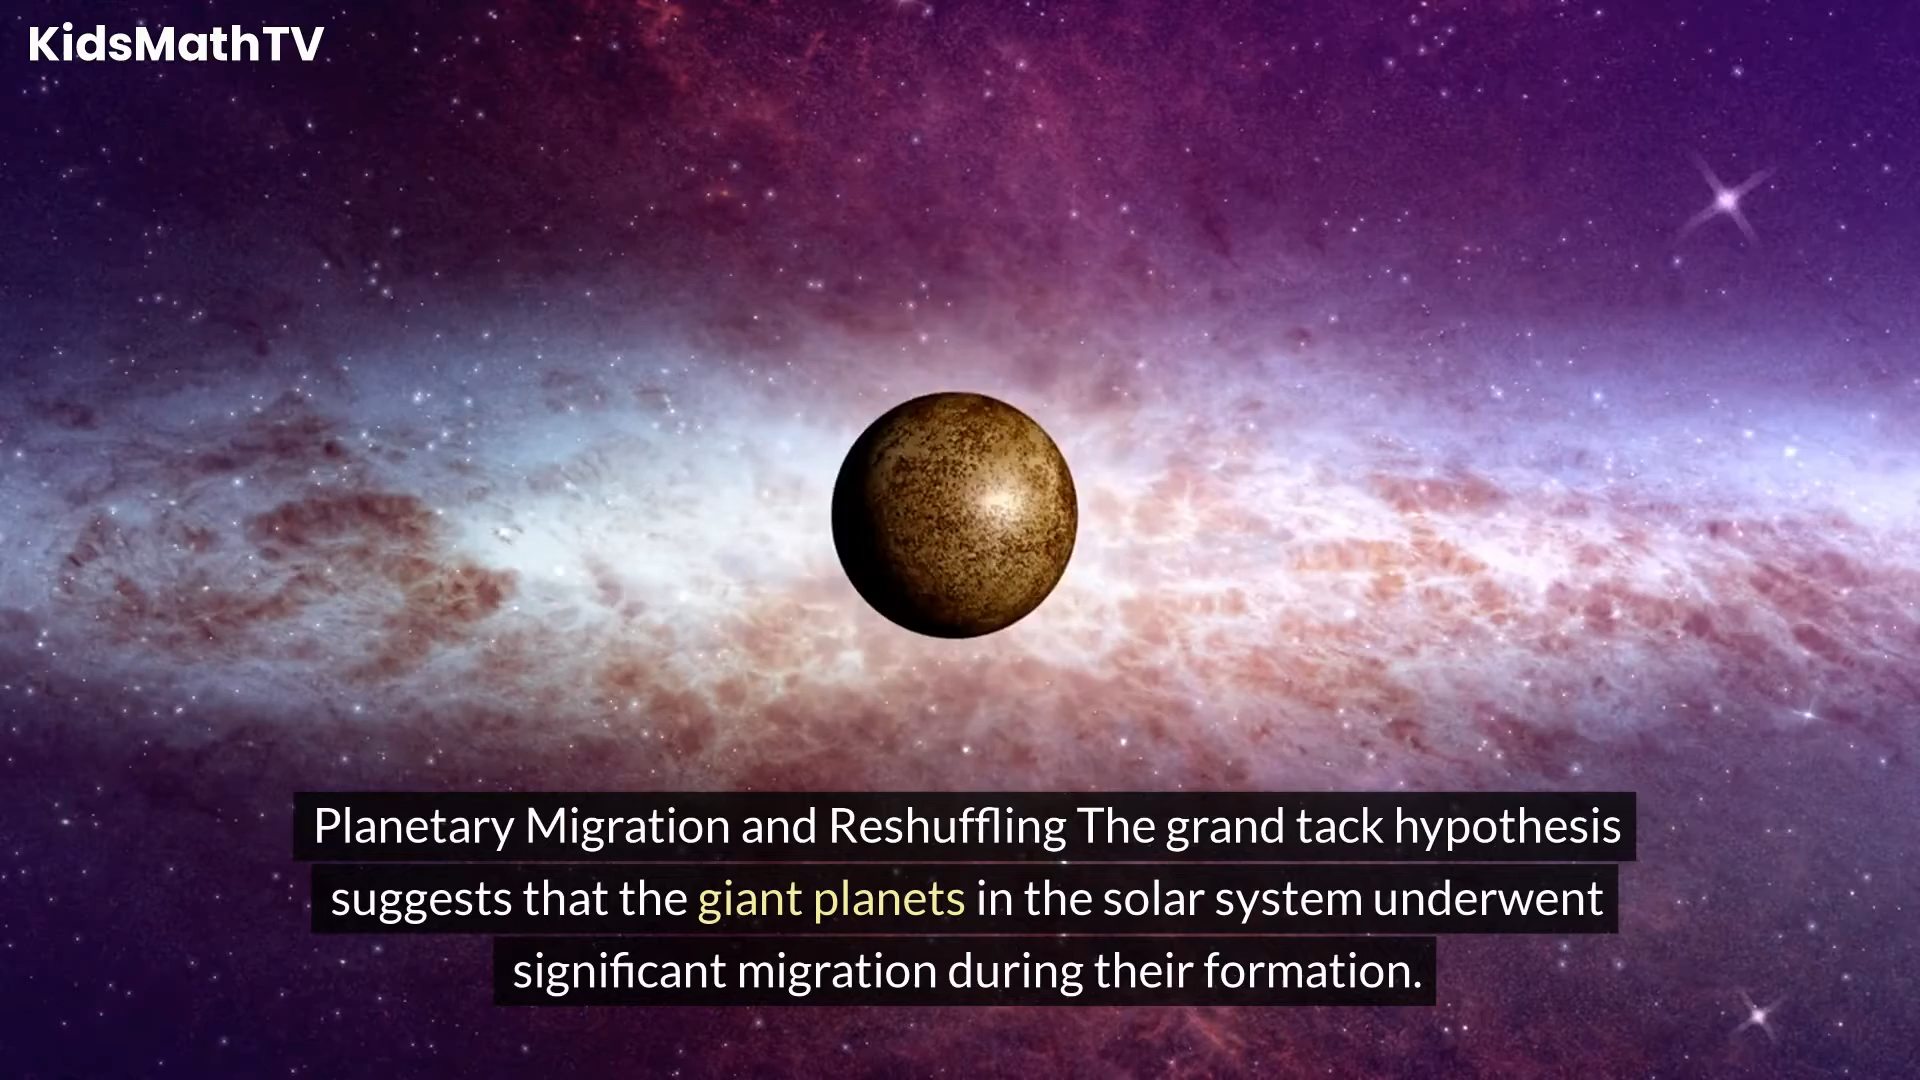 KidsMathTV
Planetary Migration and Reshuffling The grand tack hypothesis
suggests that the giant planets in the solar system underwent
significant migration during their formation.